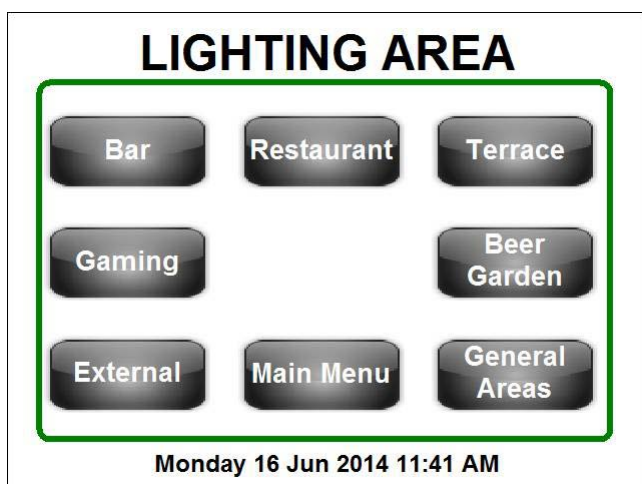 LIGHTING AREA
Bar
Restaurant
Terrace
Gaming
Beer
Garden
External
Main Menu
General
Areas
Monday 16 Jun 2014 11:41 AM